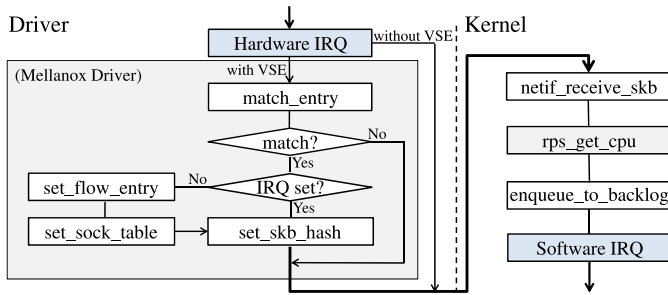 Driver
Kernel
Hardware IRQ
without VSE
with VSE
(Mellanox Driver)
match_entry
match?
No
Yes
set_flow_entry
No
IRQ set?
Yes
set_sock_table
set_skb_hash
netif_receive_skb
rps_get_cpu
enqueue_to_backlog
Software IRQ